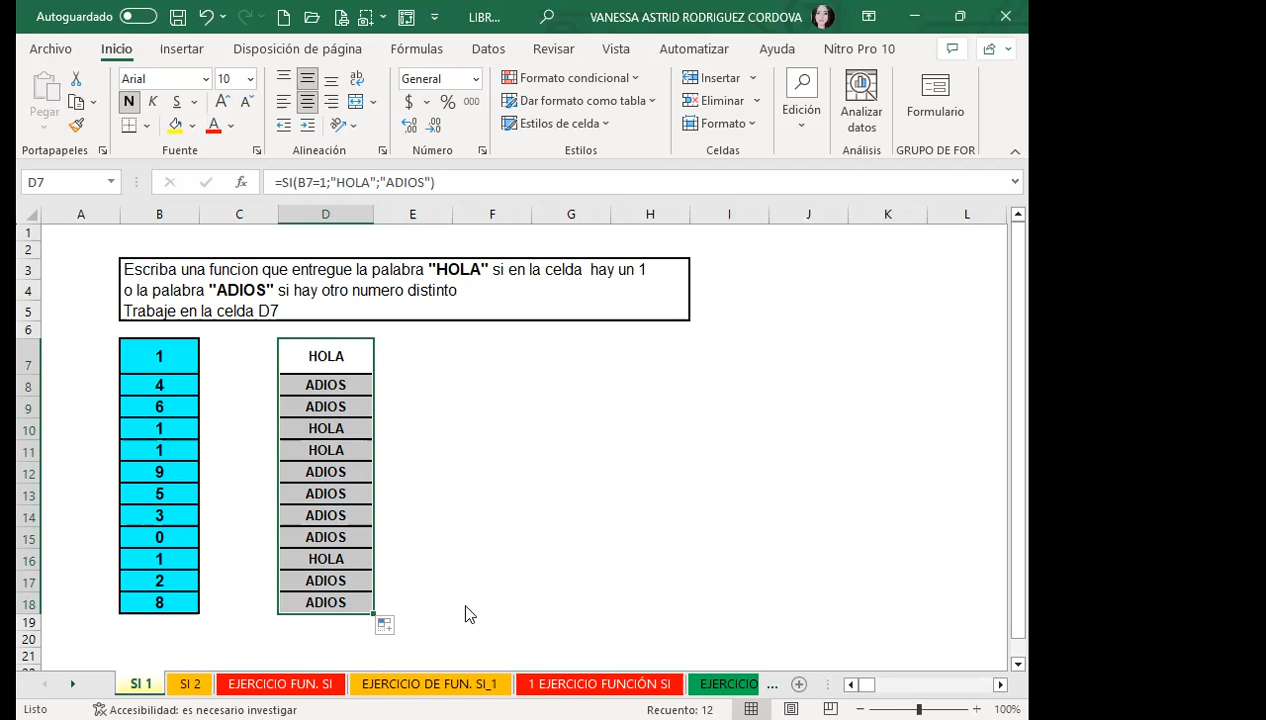 Autoguardado
LIBR...
VANESSA ASTRID RODRIGUEZ CORDOVA
Archivo Inicio Insertar Disposición de página Fórmulas Datos Revisar Vista Automatizar Ayuda Nitro Pro 10
Pegar
Portapapeles
Arial 10
N K S A A
A
Fuente
ab
Alineación
General
$ % 000
Número
Formato condicional
Dar formato como tabla
Estilos de celda
Estilos
Insertar
Eliminar
Formato
Celdas
Edición
Analizar
datos
Análisis
Formulario
GRUPO DE FOR
D7
fx
=SI(B7=1;"HOLA";"ADIOS")
A B C D E F G H I J K L
1
2
3 Escriba una funcion que entregue la palabra "HOLA" si en la celda hay un 1
4 o la palabra "ADIOS" si hay otro numero distinto
5 Trabaje en la celda D7
6
7 1 HOLA
8 4 ADIOS
9 6 ADIOS
10 1 HOLA
11 1 HOLA
12 9 ADIOS
13 5 ADIOS
14 3 ADIOS
15 0 ADIOS
16 1 HOLA
17 2 ADIOS
18 8 ADIOS
19
20
21
SI 1 SI 2 EJERCICIO FUN. SI EJERCICIO DE FUN. SI_1 1 EJERCICIO FUNCIÓN SI EJERCICIO ...
Listo Accesibilidad: es necesario investigar Recuento: 12 100%